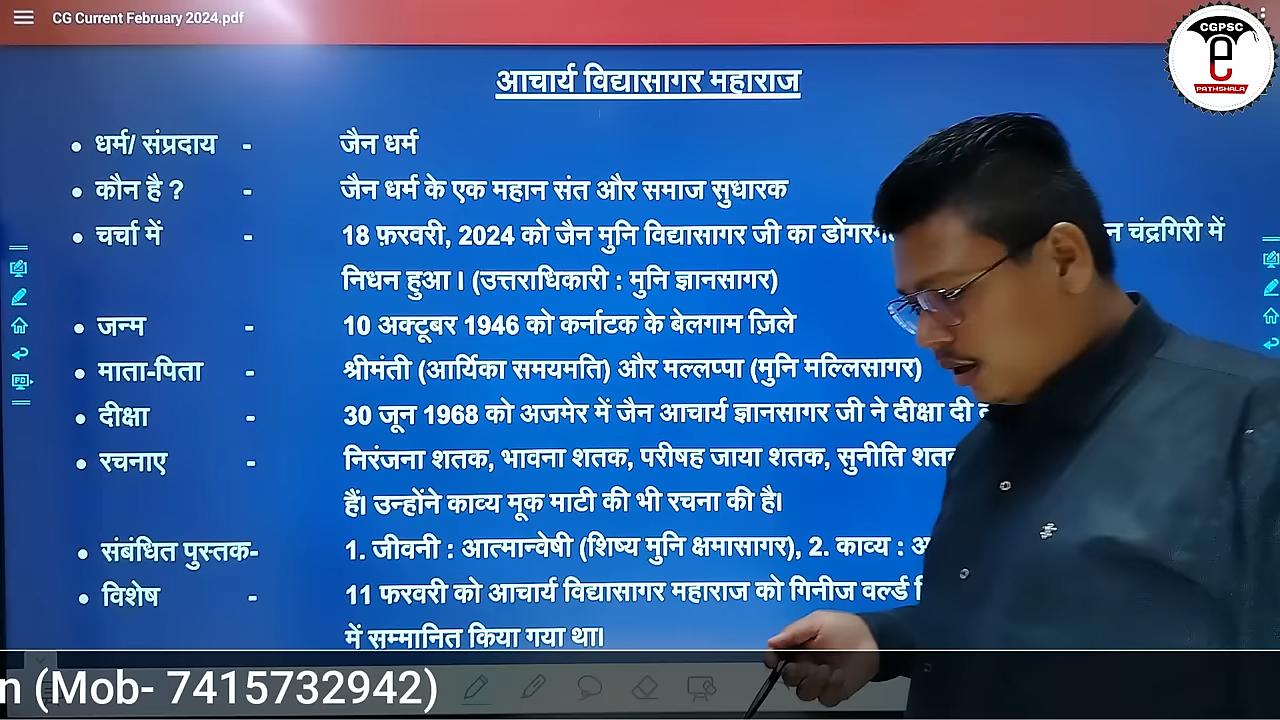 CG Current February 2024.pdf
CGPSC
e
PATHSHALA
आचार्य विद्यासागर महाराज
• धर्म/ संप्रदाय - जैन धर्म
• कौन है ? - जैन धर्म के एक महान संत और समाज सुधारक
• चर्चा में - 18 फ़रवरी, 2024 को जैन मुनि विद्यासागर जी का चंद्रगिरी में
निधन हुआ । (उत्तराधिकारी : मुनि ज्ञानसागर)
• जन्म - 10 अक्टूबर 1946 को कर्नाटक के बेलगाम ज़िले
• माता-पिता - श्रीमंती (आर्यिका समयमति) और मल्लप्पा (मुनि मल्लिसागर)
• दीक्षा - 30 जून 1968 को अजमेर में जैन आचार्य ज्ञानसागर जी ने दीक्षा दी
• रचनाए - निरंजना शतक, भावना शतक, परीषह जाया शतक, सुनीति
हैं। उन्होंने काव्य मूक माटी की भी रचना की है।
• संबंधित पुस्तक- 1. जीवनी : आत्मान्वेषी (शिष्य मुनि क्षमासागर), 2. काव्य :
• विशेष - 11 फरवरी को आचार्य विद्यासागर महाराज को गिनीज वर्ल्ड
में सम्मानित किया गया था।
n (Mob- 7415732942)